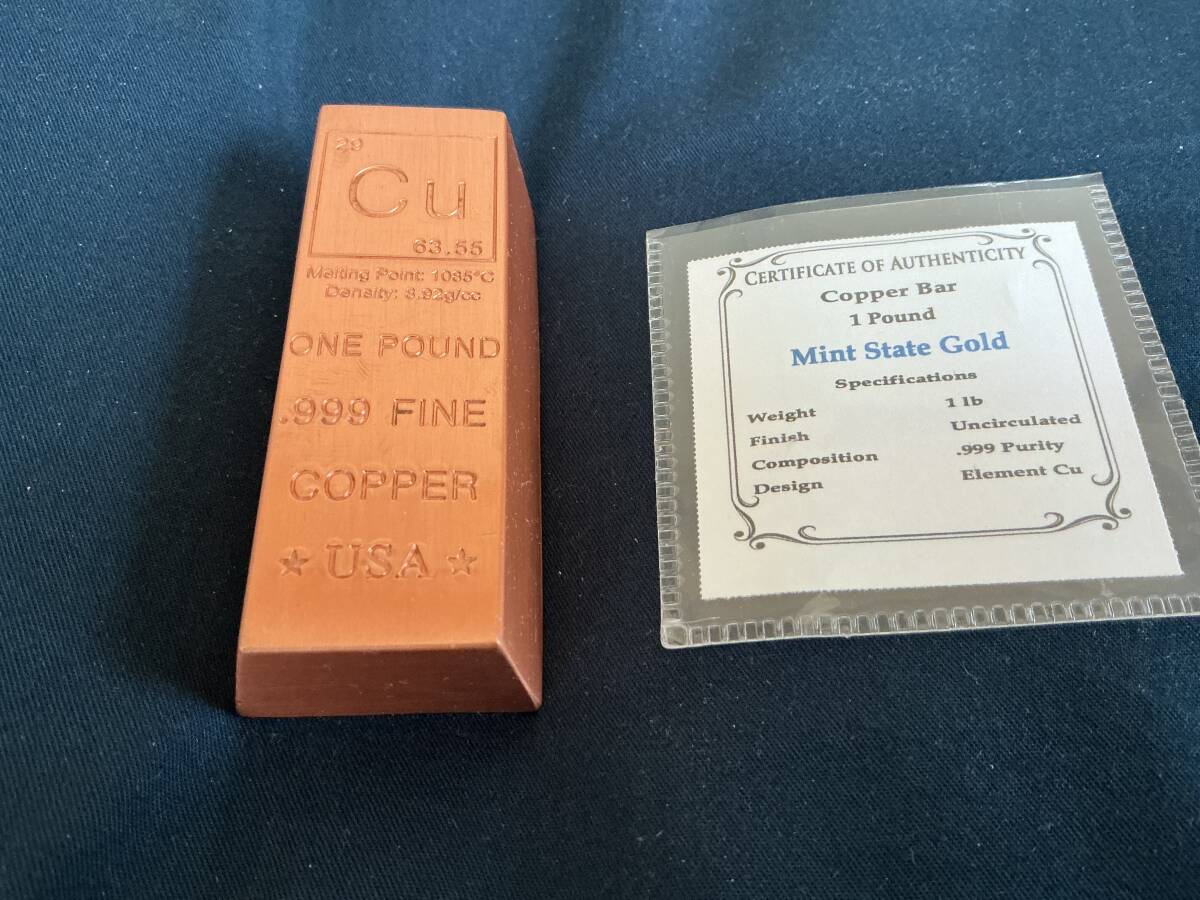 29
Cu
63.55
Melting Point: 1085°C
Density: 8.92g/cc
ONE POUND
.999 FINE
COPPER
★ USA ★
CERTIFICATE OF AUTHENTICITY
Copper Bar
1 Pound
Mint State Gold
Specifications
Weight 1 lb
Finish Uncirculated
Composition .999 Purity
Design Element Cu